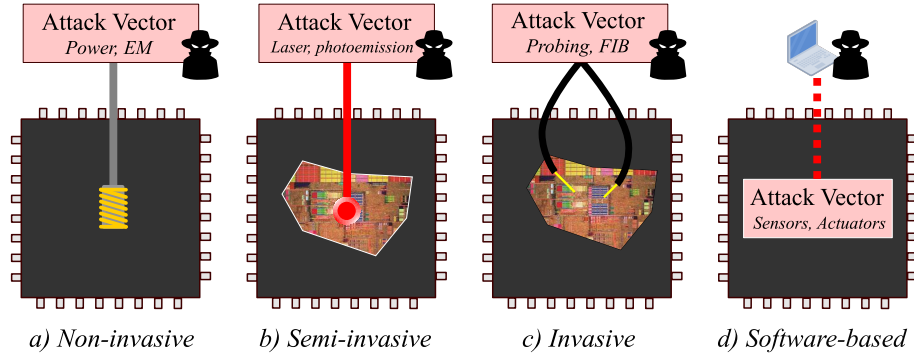 Attack Vector
Power, EM
Attack Vector
Laser, photoemission
Attack Vector
Probing, FIB
Attack Vector
Sensors, Actuators
a) Non-invasive
b) Semi-invasive
c) Invasive
d) Software-based